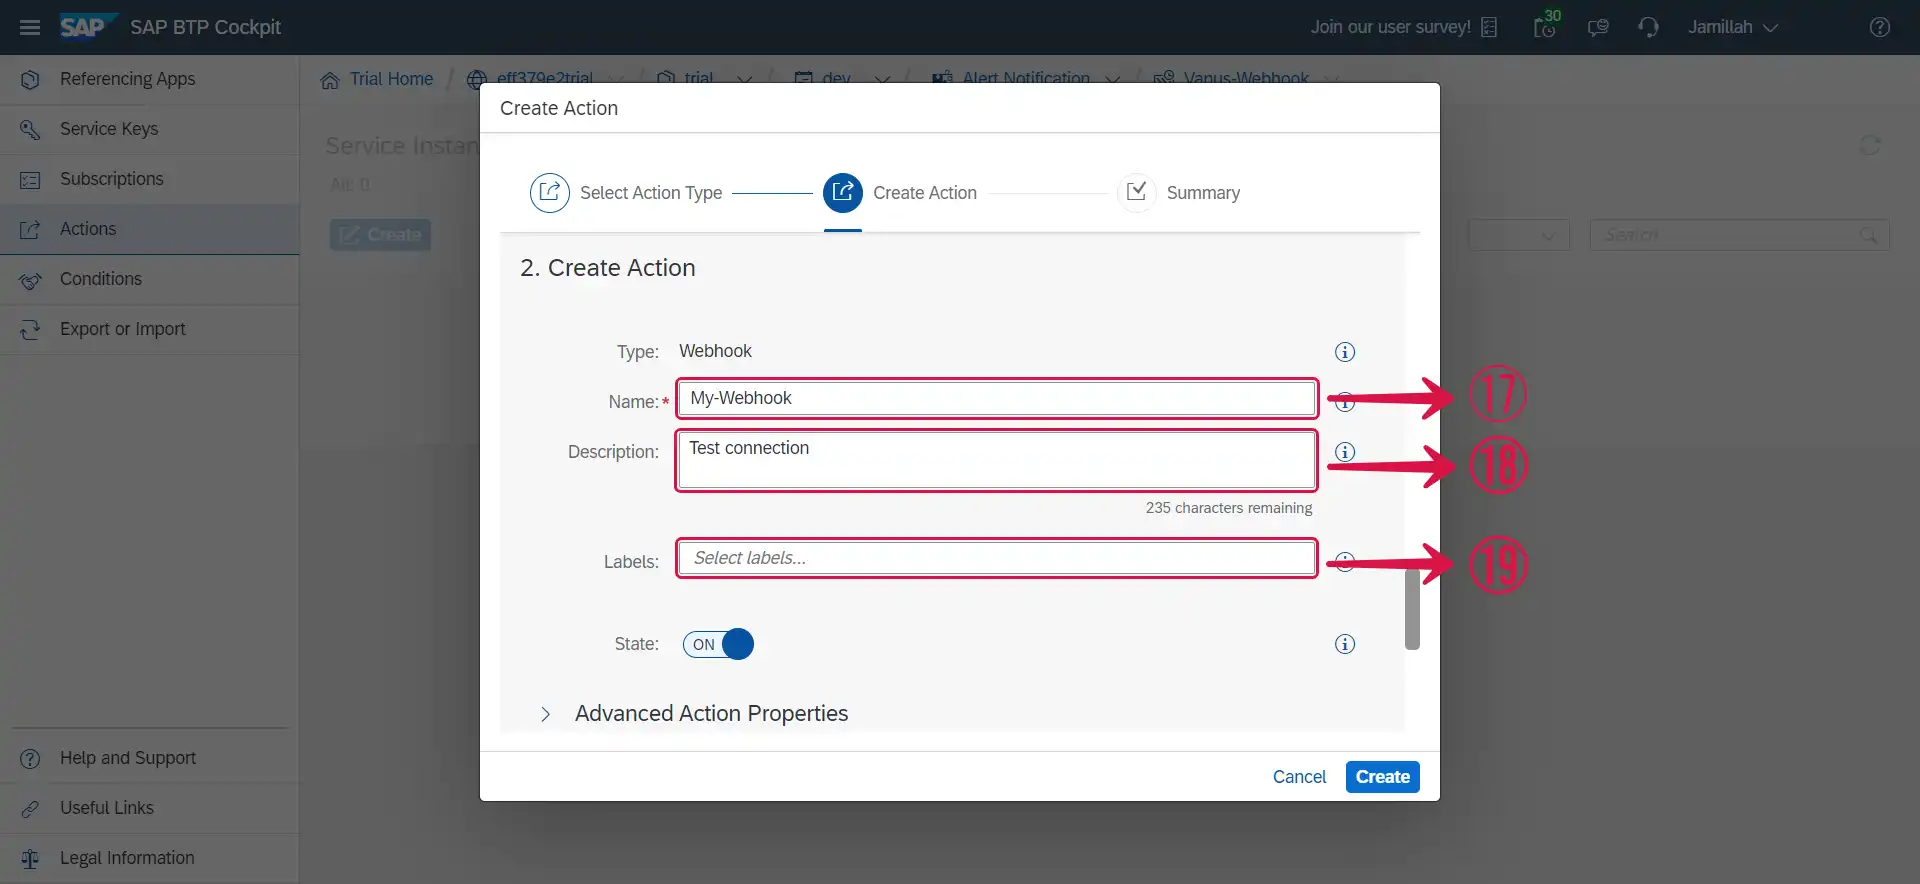 SAP SAP BTP Cockpit
Join our user survey! 30 Jamillah
Referencing Apps
Service Keys
Subscriptions
Actions
Conditions
Export or Import
Help and Support
Useful Links
Legal Information
Trial Home / eff379e2trial / trial / dev / Alert Notification / Vanus-Webhook
Service Instan
All: 0
Create
Search
Create Action
Select Action Type
Create Action
Summary
2. Create Action
Type: Webhook
Name:* My-Webhook
⑰
Description: Test connection
⑱
235 characters remaining
Labels: Select labels...
⑲
State: ON
Advanced Action Properties
Cancel Create